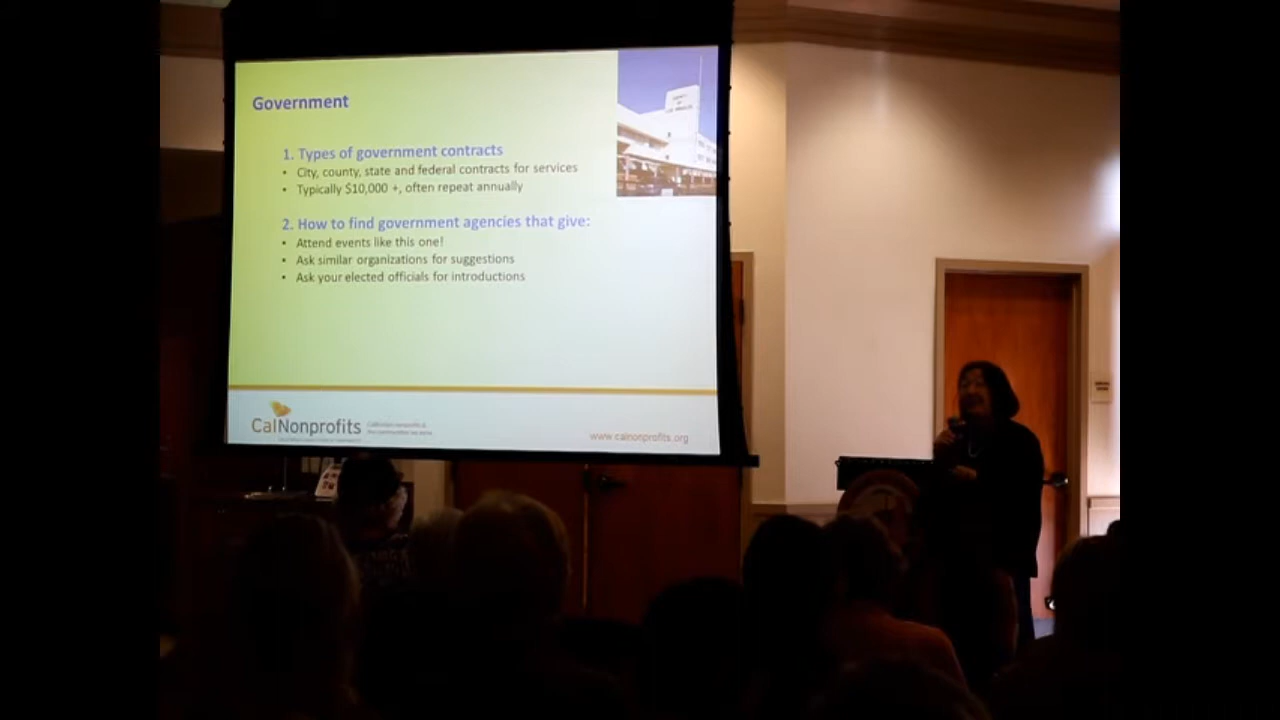 Government
1. Types of government contracts
• City, county, state and federal contracts for services
• Typically $10,000 +, often repeat annually
2. How to find government agencies that give:
• Attend events like this one!
• Ask similar organizations for suggestions
• Ask your elected officials for introductions
CalNonprofits
www.calnonprofits.org